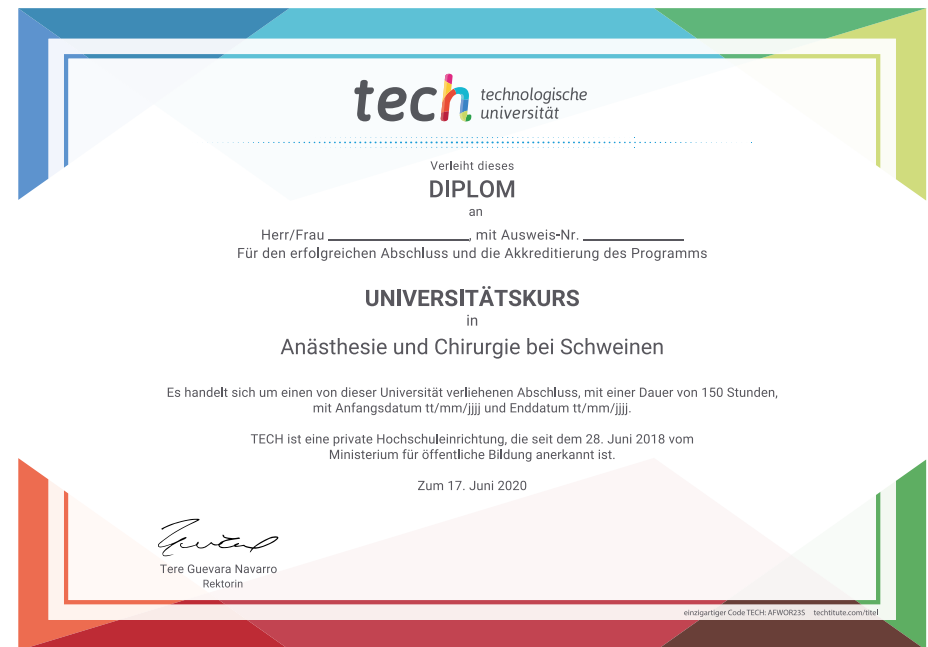 tech technologische
universität
Verleiht dieses
DIPLOM
an
Herr/Frau ____________________, mit Ausweis-Nr. ______________
Für den erfolgreichen Abschluss und die Akkreditierung des Programms
UNIVERSITÄTSKURS
in
Anästhesie und Chirurgie bei Schweinen
Es handelt sich um einen von dieser Universität verliehenen Abschluss, mit einer Dauer von 150 Stunden,
mit Anfangsdatum tt/mm/jjjj und Enddatum tt/mm/jjjj.
TECH ist eine private Hochschuleinrichtung, die seit dem 28. Juni 2018 vom
Ministerium für öffentliche Bildung anerkannt ist.
Zum 17. Juni 2020
Tere Guevara Navarro
Rektorin
einzigartiger Code TECH: AFWOR235 techtitute.com/titel